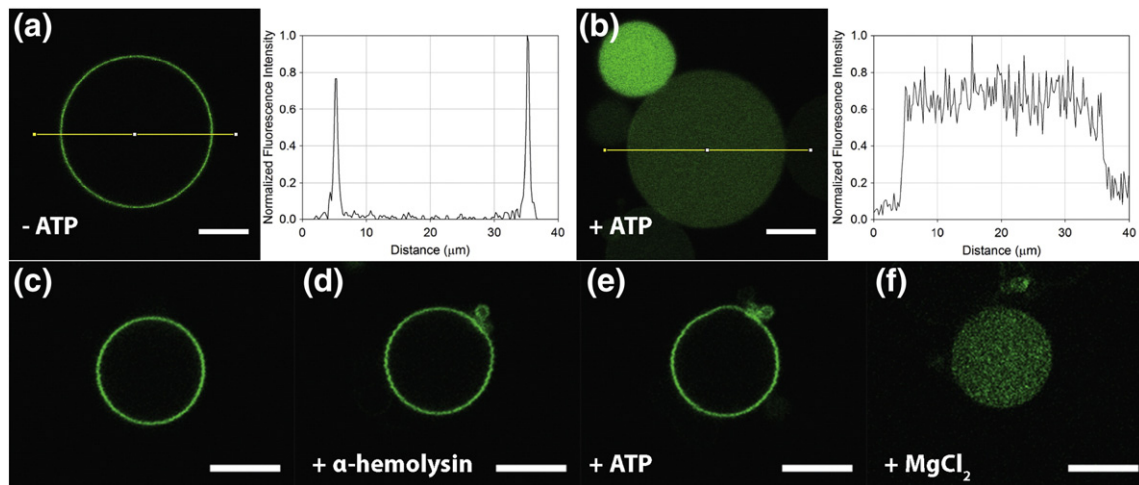 (a)
- ATP
Normalized Fluorescence Intensity
1.0
0.8
0.6
0.4
0.2
0.0
0 10 20 30 40
Distance (μm)
(b)
+ ATP
Normalized Fluorescence Intensity
1.0
0.8
0.6
0.4
0.2
0.0
0 10 20 30 40
Distance (μm)
(c)
(d)
+ α-hemolysin
(e)
+ ATP
(f)
+ MgCl₂